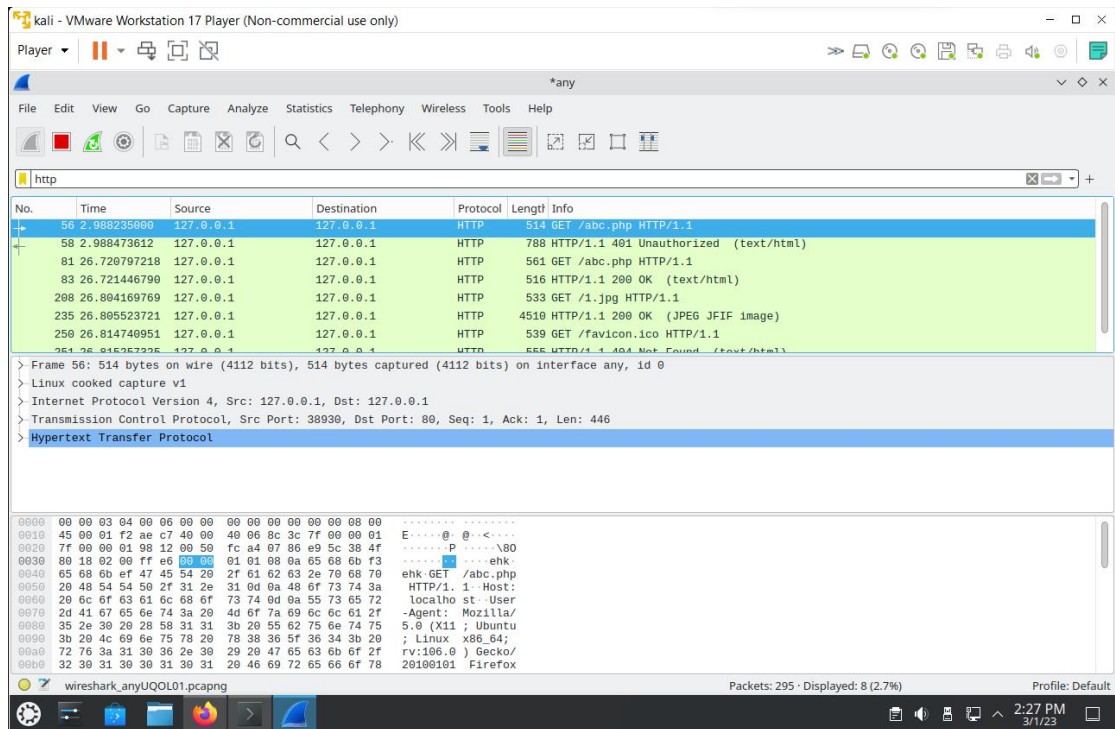 kali - VMware Workstation 17 Player (Non-commercial use only)
Player
*any
File Edit View Go Capture Analyze Statistics Telephony Wireless Tools Help
http
No. Time Source Destination Protocol Length Info
56 2.988235000 127.0.0.1 127.0.0.1 HTTP 514 GET /abc.php HTTP/1.1
58 2.988473612 127.0.0.1 127.0.0.1 HTTP 788 HTTP/1.1 401 Unauthorized (text/html)
81 26.720797218 127.0.0.1 127.0.0.1 HTTP 561 GET /abc.php HTTP/1.1
83 26.721446790 127.0.0.1 127.0.0.1 HTTP 516 HTTP/1.1 200 OK (text/html)
208 26.804169769 127.0.0.1 127.0.0.1 HTTP 533 GET /1.jpg HTTP/1.1
235 26.805523721 127.0.0.1 127.0.0.1 HTTP 4510 HTTP/1.1 200 OK (JPEG JFIF image)
250 26.814740951 127.0.0.1 127.0.0.1 HTTP 539 GET /favicon.ico HTTP/1.1
251 26.815257325 127.0.0.1 127.0.0.1 HTTP 555 HTTP/1.1 404 Not Found (text/html)
Frame 56: 514 bytes on wire (4112 bits), 514 bytes captured (4112 bits) on interface any, id 0
Linux cooked capture v1
Internet Protocol Version 4, Src: 127.0.0.1, Dst: 127.0.0.1
Transmission Control Protocol, Src Port: 38930, Dst Port: 80, Seq: 1, Ack: 1, Len: 446
Hypertext Transfer Protocol
0000 00 00 03 04 00 06 00 00 00 00 00 00 00 00 08 00 ········ ········
0010 45 00 01 f2 ae c7 40 00 40 06 8c 3c 7f 00 00 01 E·····@· @··<····
0020 7f 00 00 01 98 12 00 50 fc a4 07 86 e9 5c 38 4f ·······P ·····\8O
0030 80 18 02 00 ff e6 00 00 01 01 08 0a 65 68 6b f3 ········ ····ehk·
0040 65 68 6b ef 47 45 54 20 2f 61 62 63 2e 70 68 70 ehk·GET /abc.php
0050 20 48 54 54 50 2f 31 2e 31 0d 0a 48 6f 73 74 3a HTTP/1. 1··Host:
0060 20 6c 6f 63 61 6c 68 6f 73 74 0d 0a 55 73 65 72 localho st··User
0070 2d 41 67 65 6e 74 3a 20 4d 6f 7a 69 6c 6c 61 2f -Agent: Mozilla/
0080 35 2e 30 20 28 58 31 31 3b 20 55 62 75 6e 74 75 5.0 (X11 ; Ubuntu
0090 3b 20 4c 69 6e 75 78 20 78 38 36 5f 36 34 3b 20 ; Linux x86_64;
00a0 72 76 3a 31 30 36 2e 30 29 20 47 65 63 6b 6f 2f rv:106.0 ) Gecko/
00b0 32 30 31 30 30 31 30 31 20 46 69 72 65 66 6f 78 20100101 Firefox
wireshark_anyUQOL01.pcapng Packets: 295 · Displayed: 8 (2.7%) Profile: Default
2:27 PM
3/1/23